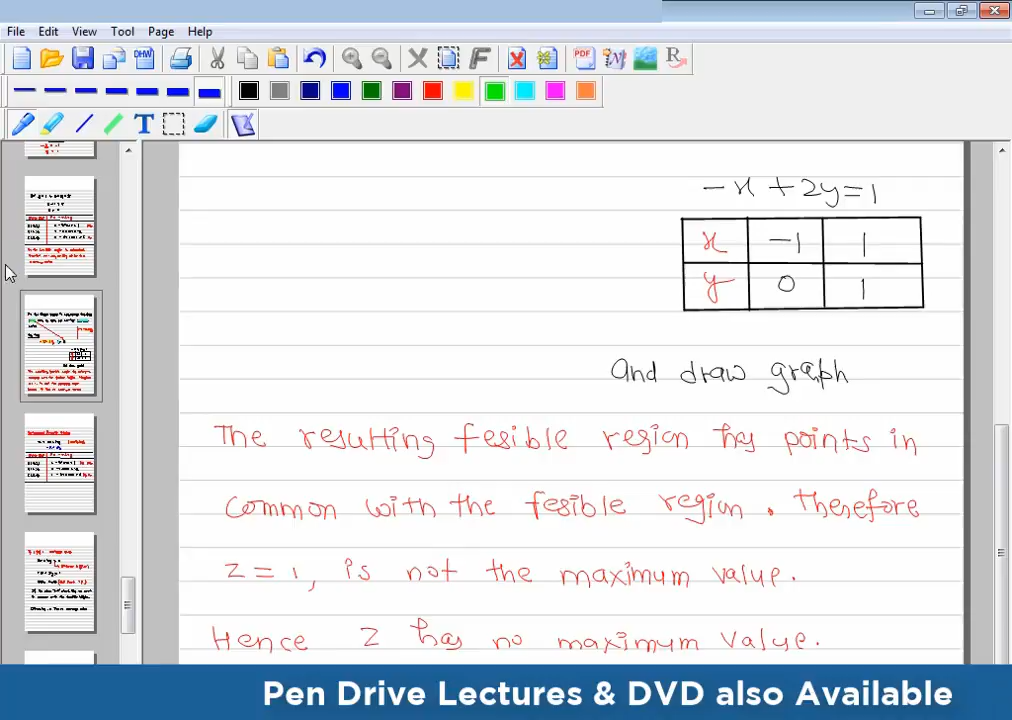 File Edit View Tool Page Help
DHW PDF
T
-x + 2y = 1
x -1 1
y 0 1
And draw graph
The resulting fesible region has points in
common with the fesible region. Therefore
z = 1, is not the maximum value.
Hence z has no maximum value.
Pen Drive Lectures & DVD also Available